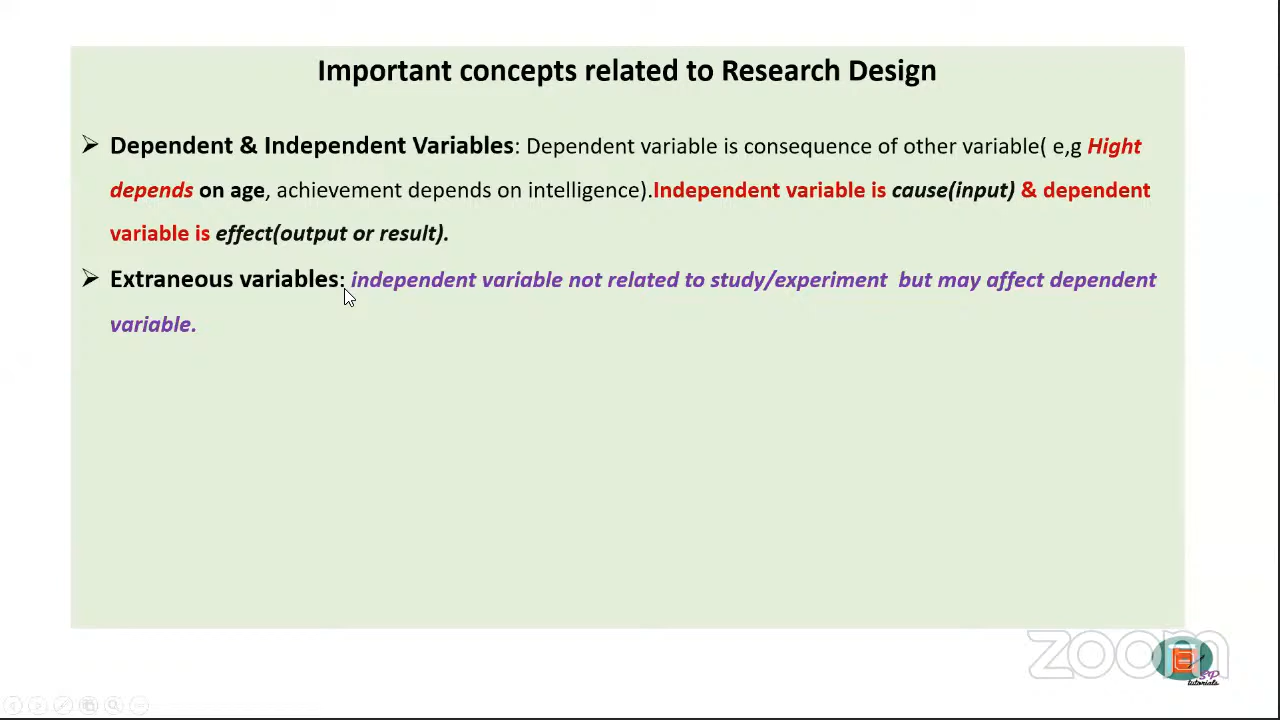 Important concepts related to Research Design
➢ Dependent & Independent Variables: Dependent variable is consequence of other variable( e,g Hight
depends on age, achievement depends on intelligence).Independent variable is cause(input) & dependent
variable is effect(output or result).
➢ Extraneous variables: independent variable not related to study/experiment but may affect dependent
variable.
zoom
SP
tutorials